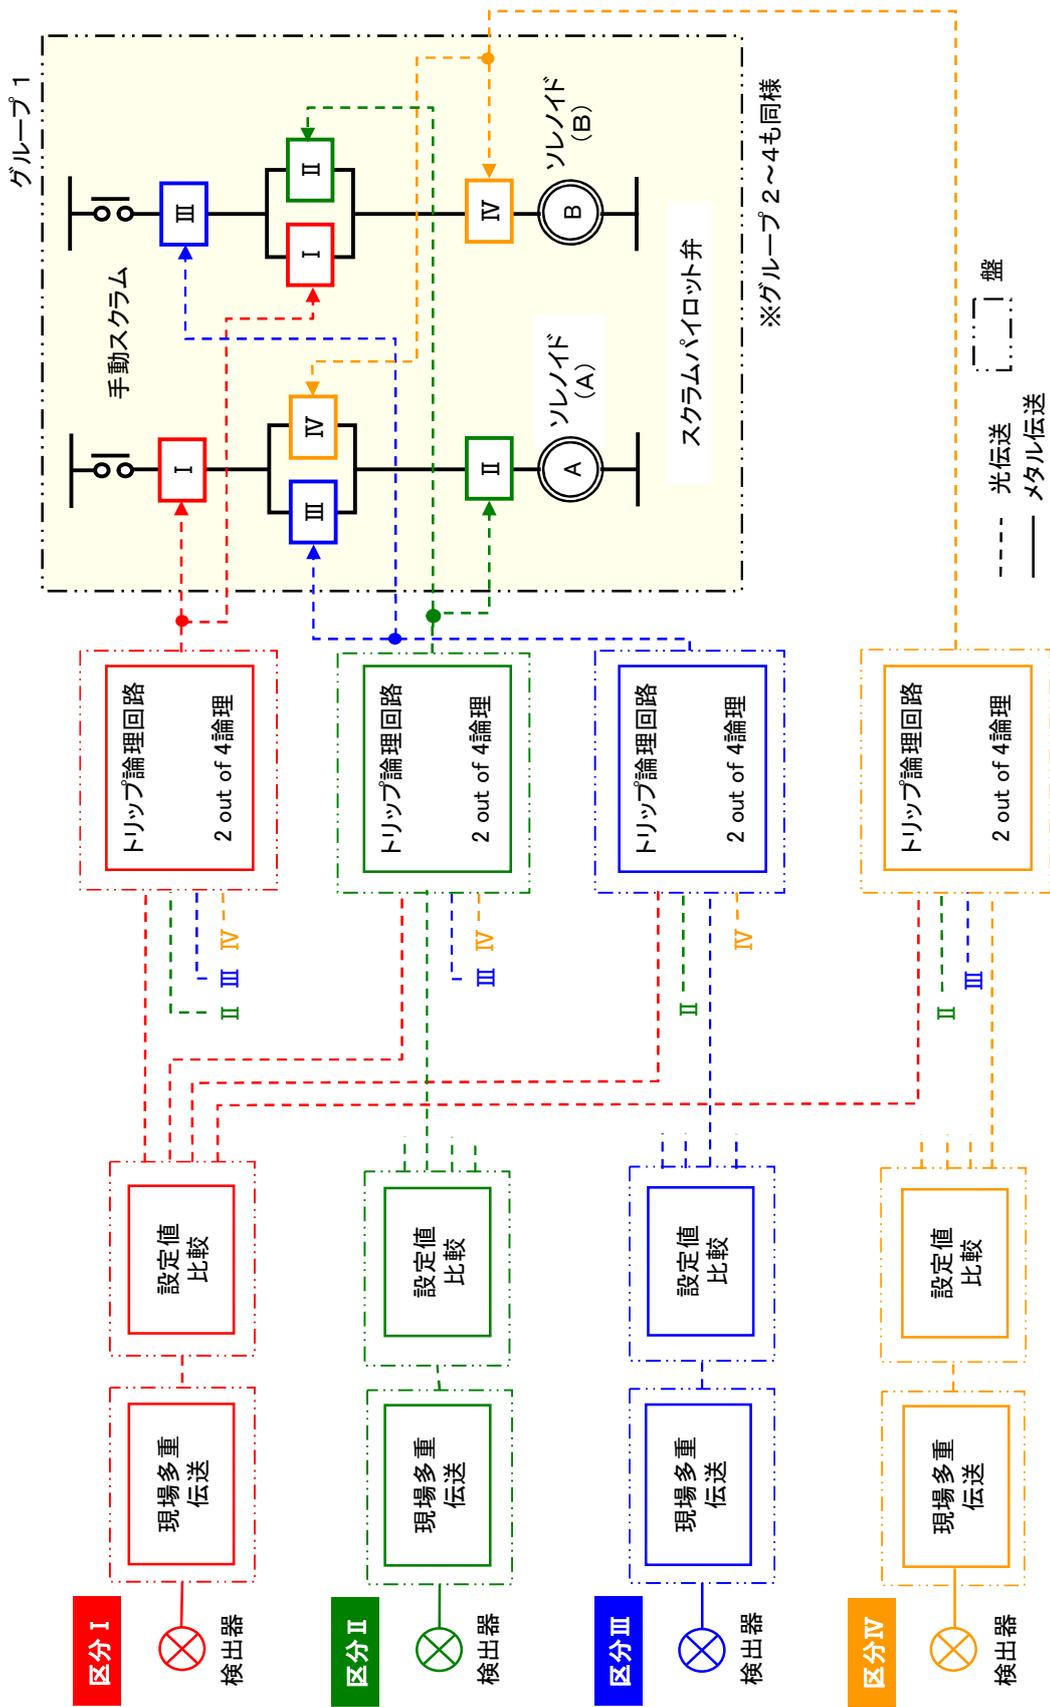 区分Ⅰ
検出器
現場多重
伝送
設定値
比較
Ⅱ
Ⅲ
Ⅳ
トリップ論理回路
2 out of 4論理
区分Ⅱ
検出器
現場多重
伝送
設定値
比較
Ⅲ
Ⅳ
トリップ論理回路
2 out of 4論理
区分Ⅲ
検出器
現場多重
伝送
設定値
比較
Ⅱ
Ⅳ
トリップ論理回路
2 out of 4論理
区分Ⅳ
検出器
現場多重
伝送
設定値
比較
Ⅱ
Ⅲ
トリップ論理回路
2 out of 4論理
グループ 1
手動スクラム
Ⅰ
Ⅲ
Ⅳ
Ⅱ
A
ソレノイド
(A)
Ⅲ
Ⅰ
Ⅱ
Ⅳ
B
ソレノイド
(B)
スクラムパイロット弁
※グループ 2~4も同様
光伝送
メタル伝送
盤